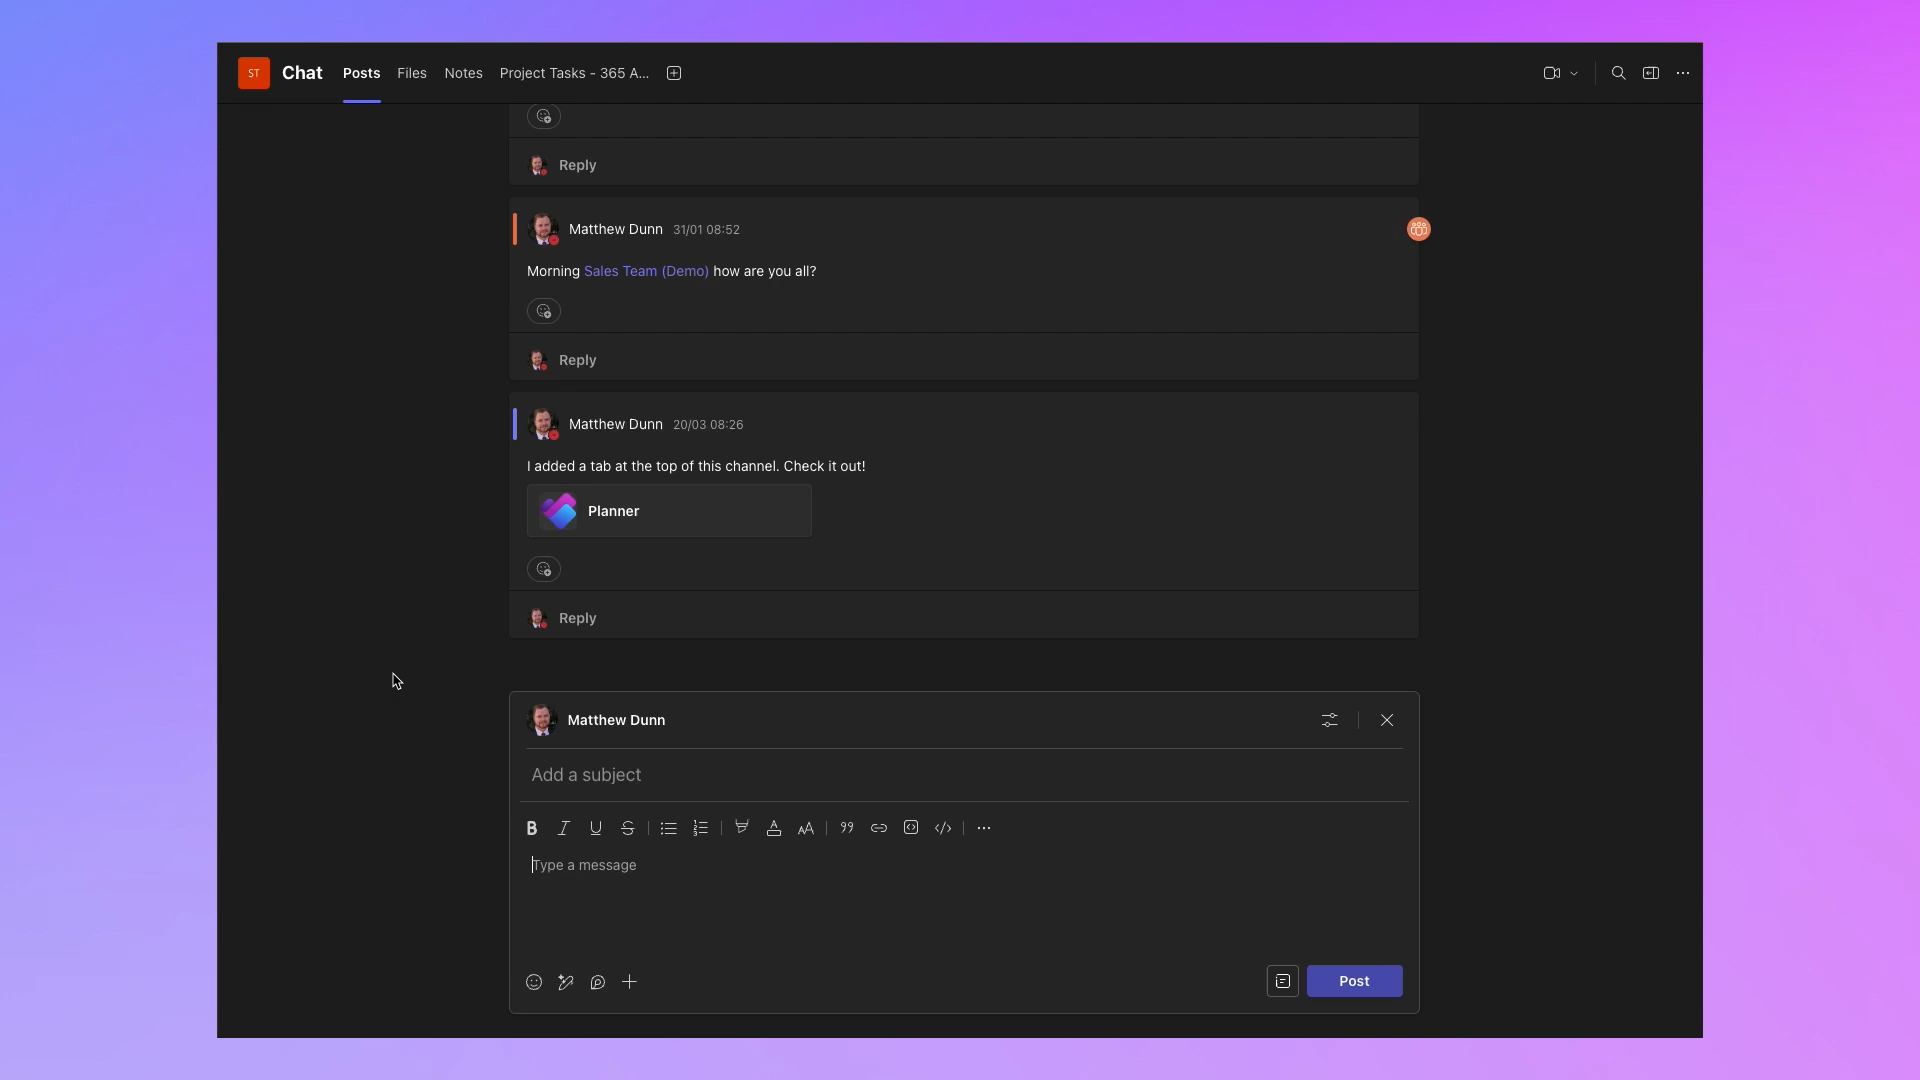 ST Chat Posts Files Notes Project Tasks - 365 A...
Reply
Matthew Dunn 31/01 08:52
Morning Sales Team (Demo) how are you all?
Reply
Matthew Dunn 20/03 08:26
I added a tab at the top of this channel. Check it out!
Planner
Reply
Matthew Dunn
Add a subject
Type a message
Post